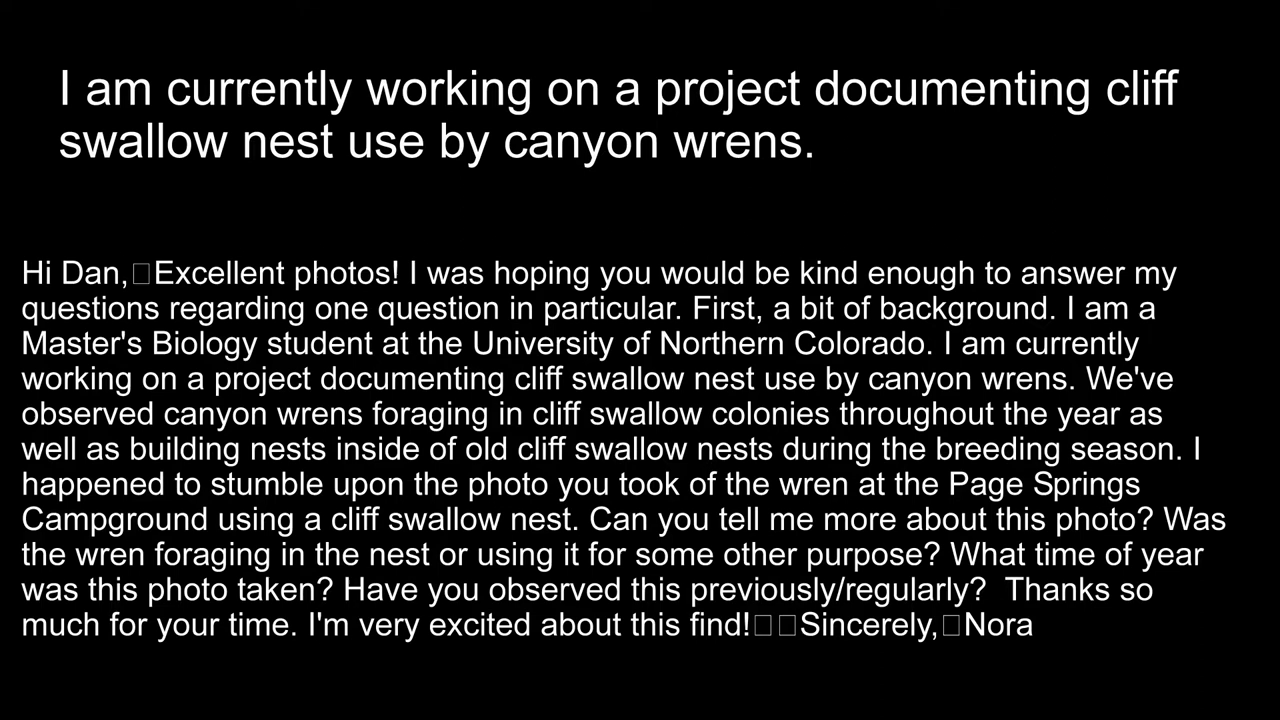 I am currently working on a project documenting cliff
swallow nest use by canyon wrens.
Hi Dan,□Excellent photos! I was hoping you would be kind enough to answer my
questions regarding one question in particular. First, a bit of background. I am a
Master's Biology student at the University of Northern Colorado. I am currently
working on a project documenting cliff swallow nest use by canyon wrens. We've
observed canyon wrens foraging in cliff swallow colonies throughout the year as
well as building nests inside of old cliff swallow nests during the breeding season. I
happened to stumble upon the photo you took of the wren at the Page Springs
Campground using a cliff swallow nest. Can you tell me more about this photo? Was
the wren foraging in the nest or using it for some other purpose? What time of year
was this photo taken? Have you observed this previously/regularly?  Thanks so
much for your time. I'm very excited about this find!□□Sincerely,□Nora